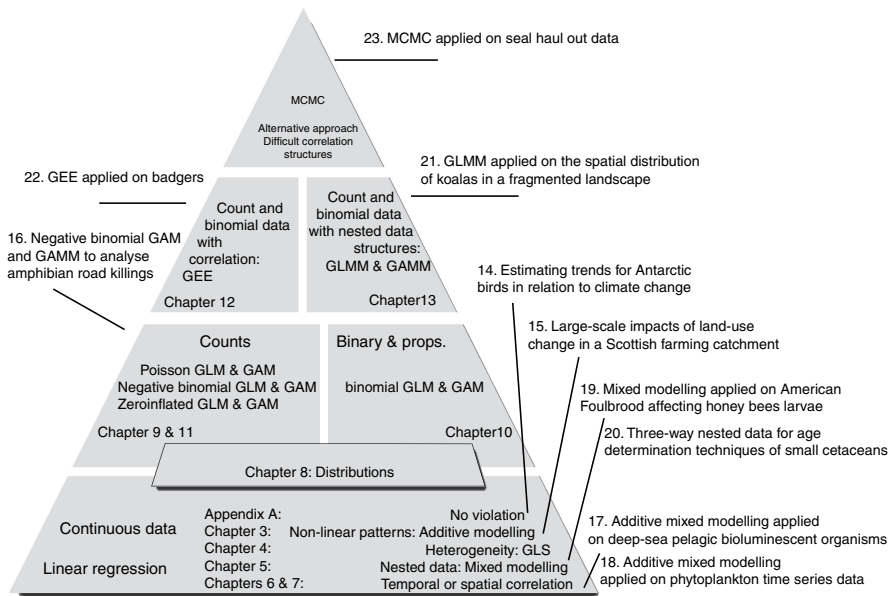 23. MCMC applied on seal haul out data
MCMC
Alternative approach
Difficult correlation
structures
22. GEE applied on badgers
21. GLMM applied on the spatial distribution
of koalas in a fragmented landscape
Count and
binomial data
with
correlation:
GEE
Chapter 12
Count and
binomial data
with nested data
structures:
GLMM & GAMM
Chapter13
16. Negative binomial GAM
and GAMM to analyse
amphibian road killings
14. Estimating trends for Antarctic
birds in relation to climate change
15. Large-scale impacts of land-use
change in a Scottish farming catchment
Counts
Poisson GLM & GAM
Negative binomial GLM & GAM
Zeroinflated GLM & GAM
Chapter 9 & 11
Binary & props.
binomial GLM & GAM
Chapter10
19. Mixed modelling applied on American
Foulbrood affecting honey bees larvae
20. Three-way nested data for age
determination techniques of small cetaceans
Chapter 8: Distributions
Continuous data
Linear regression
Appendix A: No violation
Chapter 3: Non-linear patterns: Additive modelling
Chapter 4: Heterogeneity: GLS
Chapter 5: Nested data: Mixed modelling
Chapters 6 & 7: Temporal or spatial correlation
17. Additive mixed modelling applied
on deep-sea pelagic bioluminescent organisms
18. Additive mixed modelling
applied on phytoplankton time series data